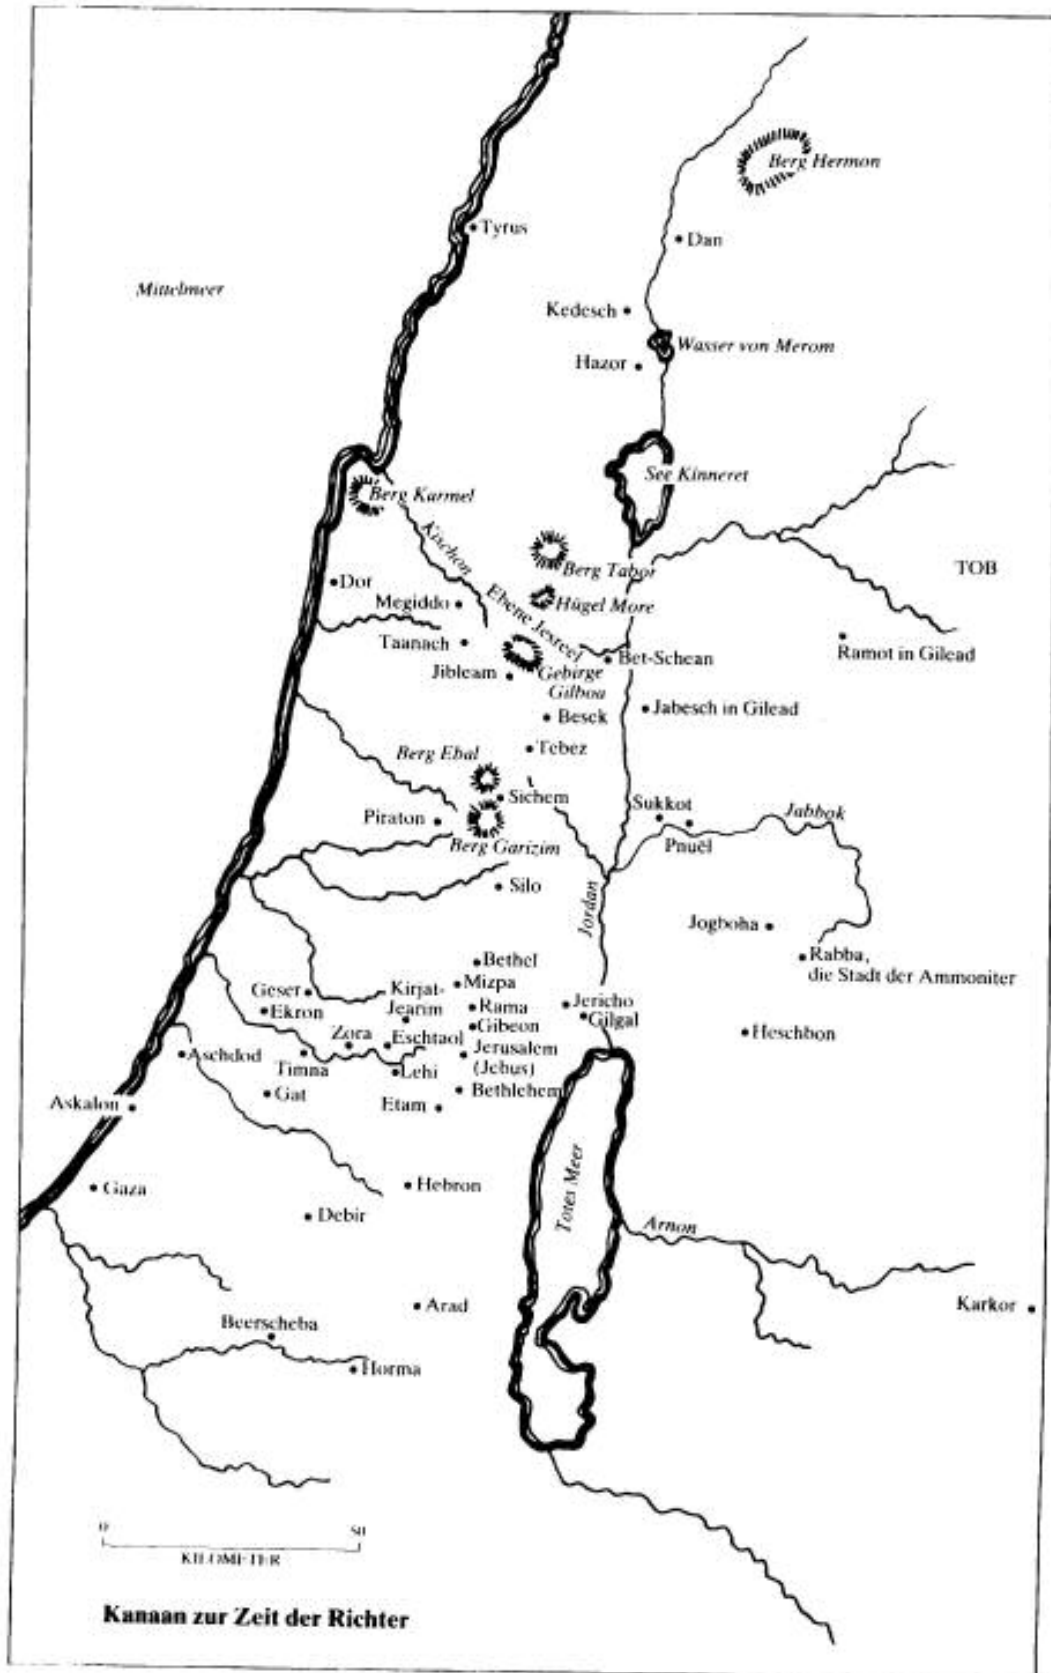 Berg Hermon
Tyrus
Dan
Mittelmeer
Kedesch
Wasser von Merom
Hazor
See Kinneret
Berg Karmel
Kischon
Berg Tabor
TOB
Dor
Hügel More
Megiddo
Ebene Jesreel
Taanach
Bet-Schean
Ramot in Gilead
Jibleam
Gebirge
Gilboa
Besek
Jabesch in Gilead
Tebez
Berg Ebal
Sichem
Sukkot
Jabbok
Piraton
Pnuël
Berg Garizim
Silo
Jordan
Jogboha
Rabba,
die Stadt der Ammoniter
Bethel
Mizpa
Geser
Kirjat-
Jearim
Rama
Jericho
Ekron
Gibeon
Gilgal
Heschbon
Zora
Eschtaol
Aschdod
Timna
Jerusalem
(Jebus)
Lehi
Gat
Bethlehem
Askalon
Etam
Gaza
Hebron
Totes Meer
Debir
Arnon
Arad
Karkor
Beerscheba
Horma
0 50
KILOMETER
Kanaan zur Zeit der Richter